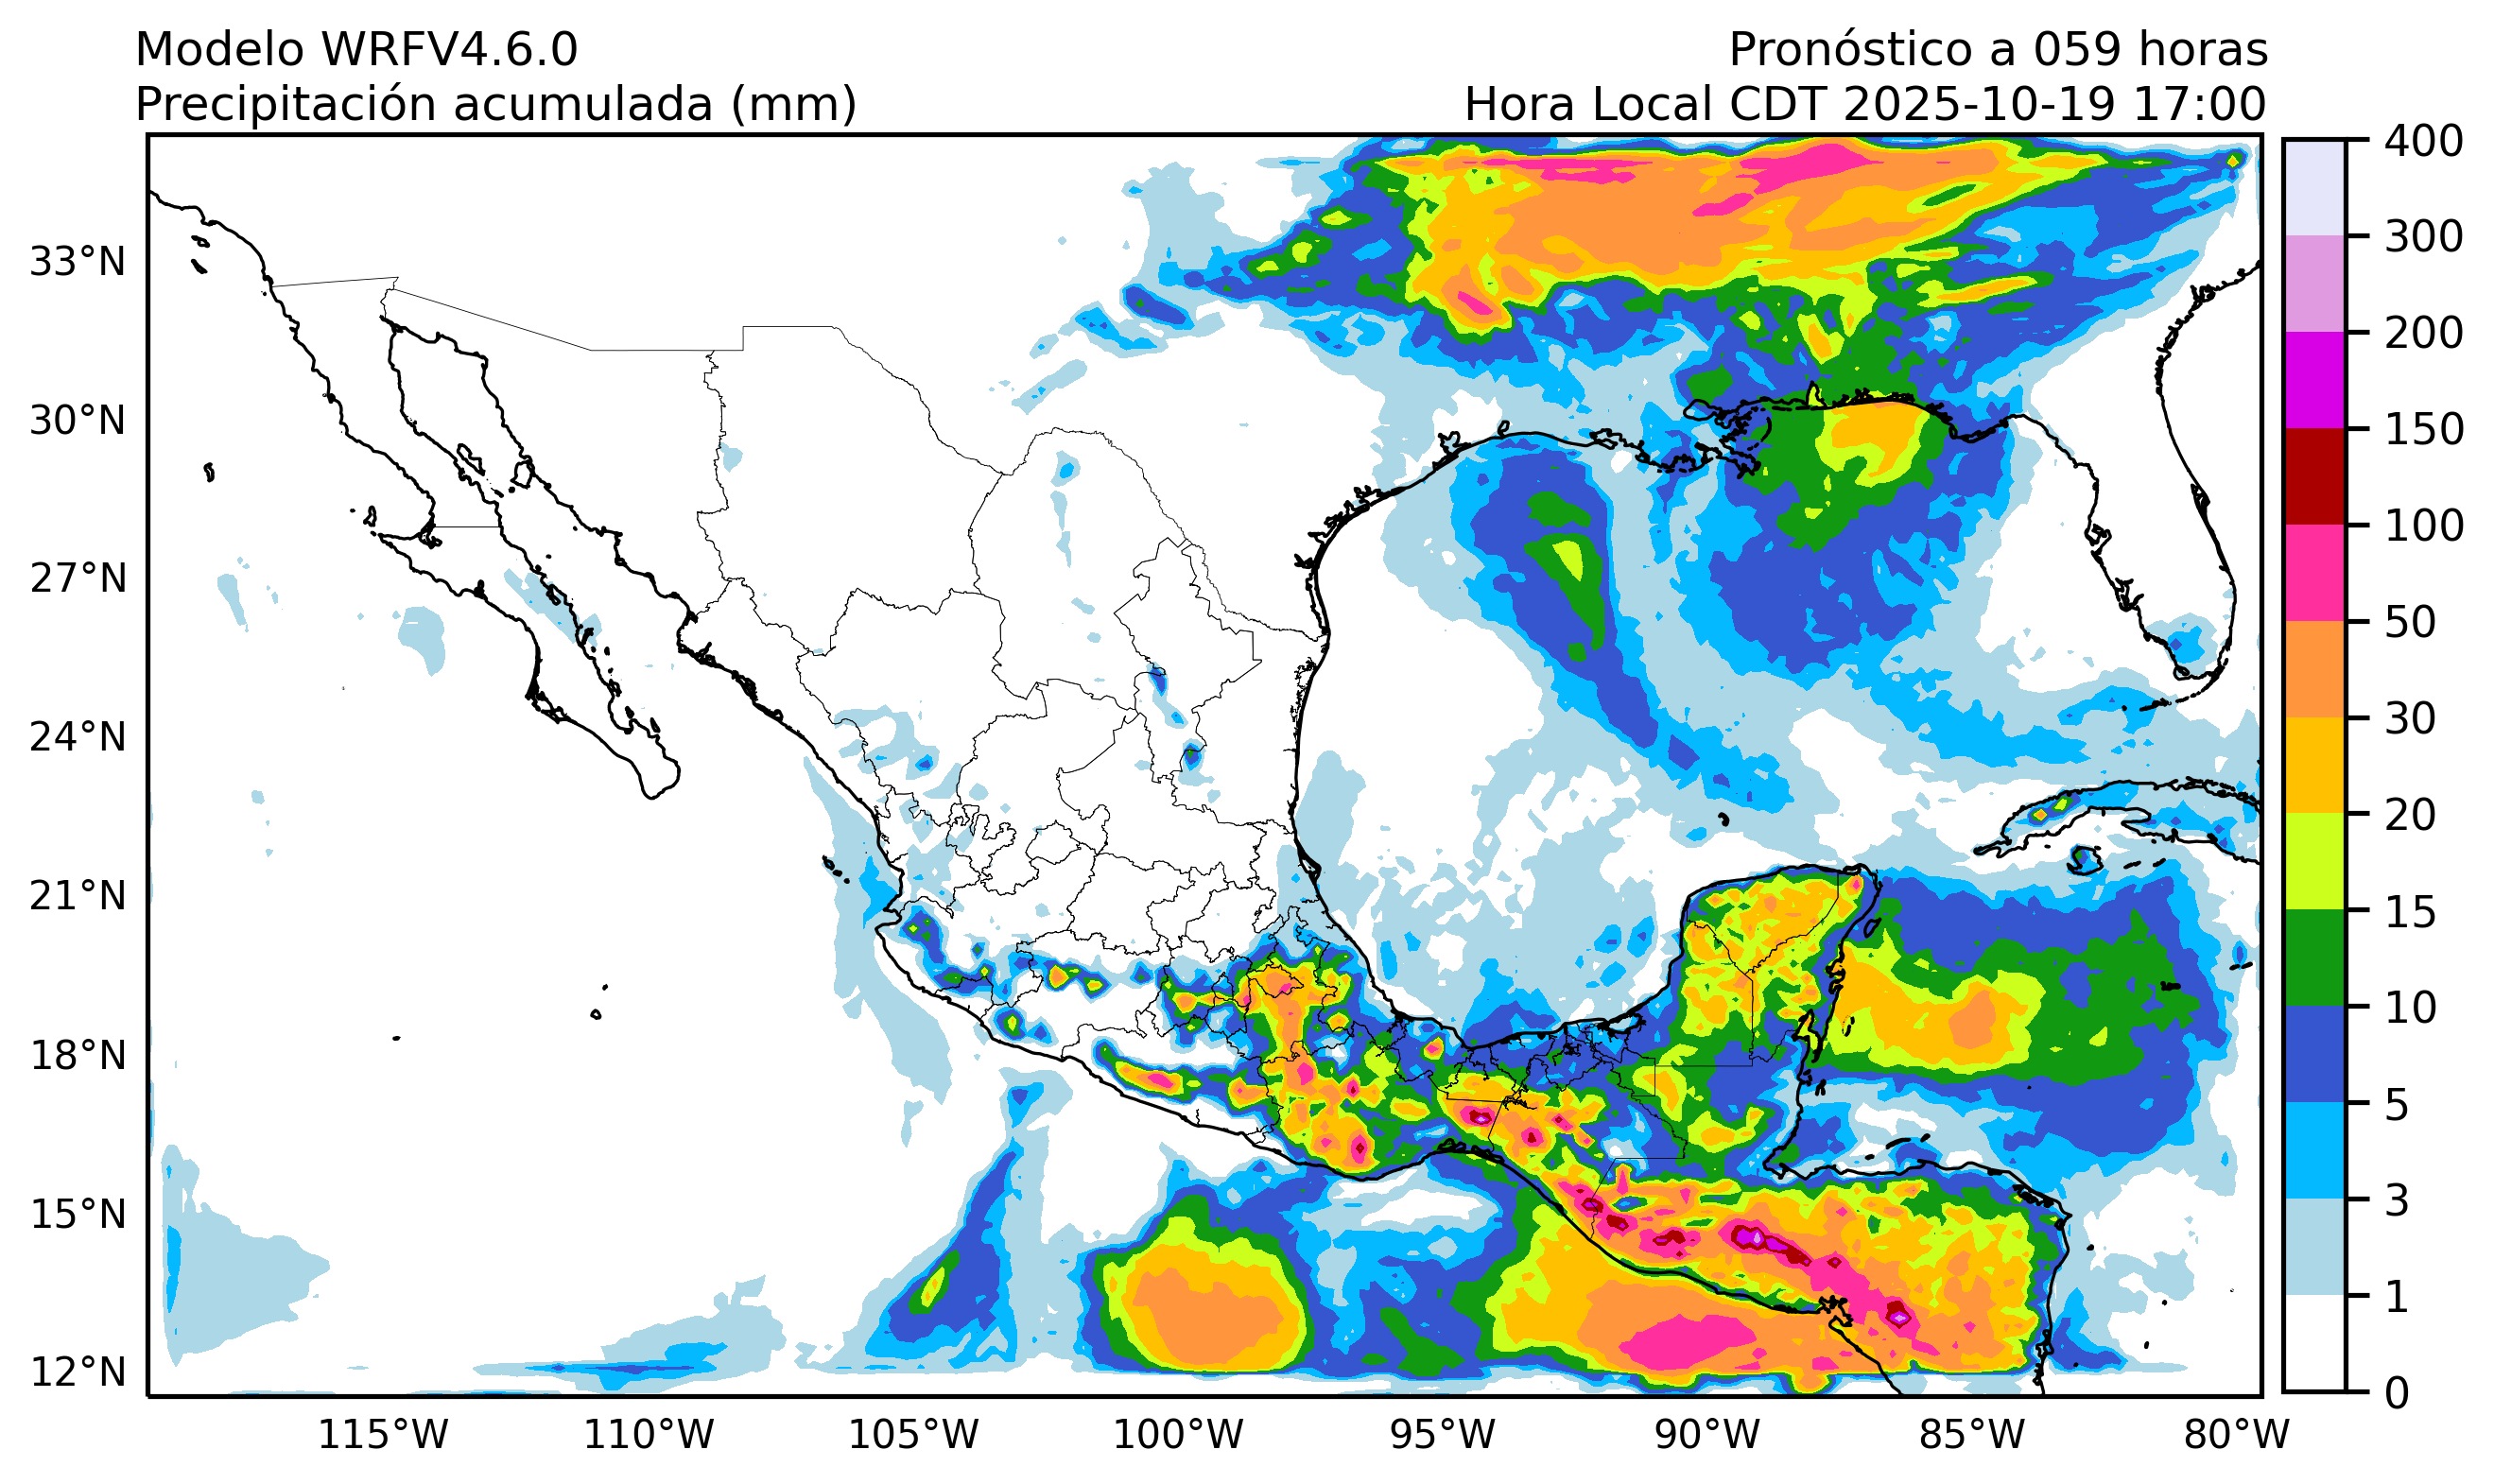 Modelo WRFV4.6.0
Pronóstico a 059 horas
Precipitación acumulada (mm)
Hora Local CDT 2025-10-19 17:00
33°N
30°N
27°N
24°N
21°N
18°N
15°N
12°N
115°W
110°W
105°W
100°W
95°W
90°W
85°W
80°W
400
300
200
150
100
50
30
20
15
10
5
3
1
0